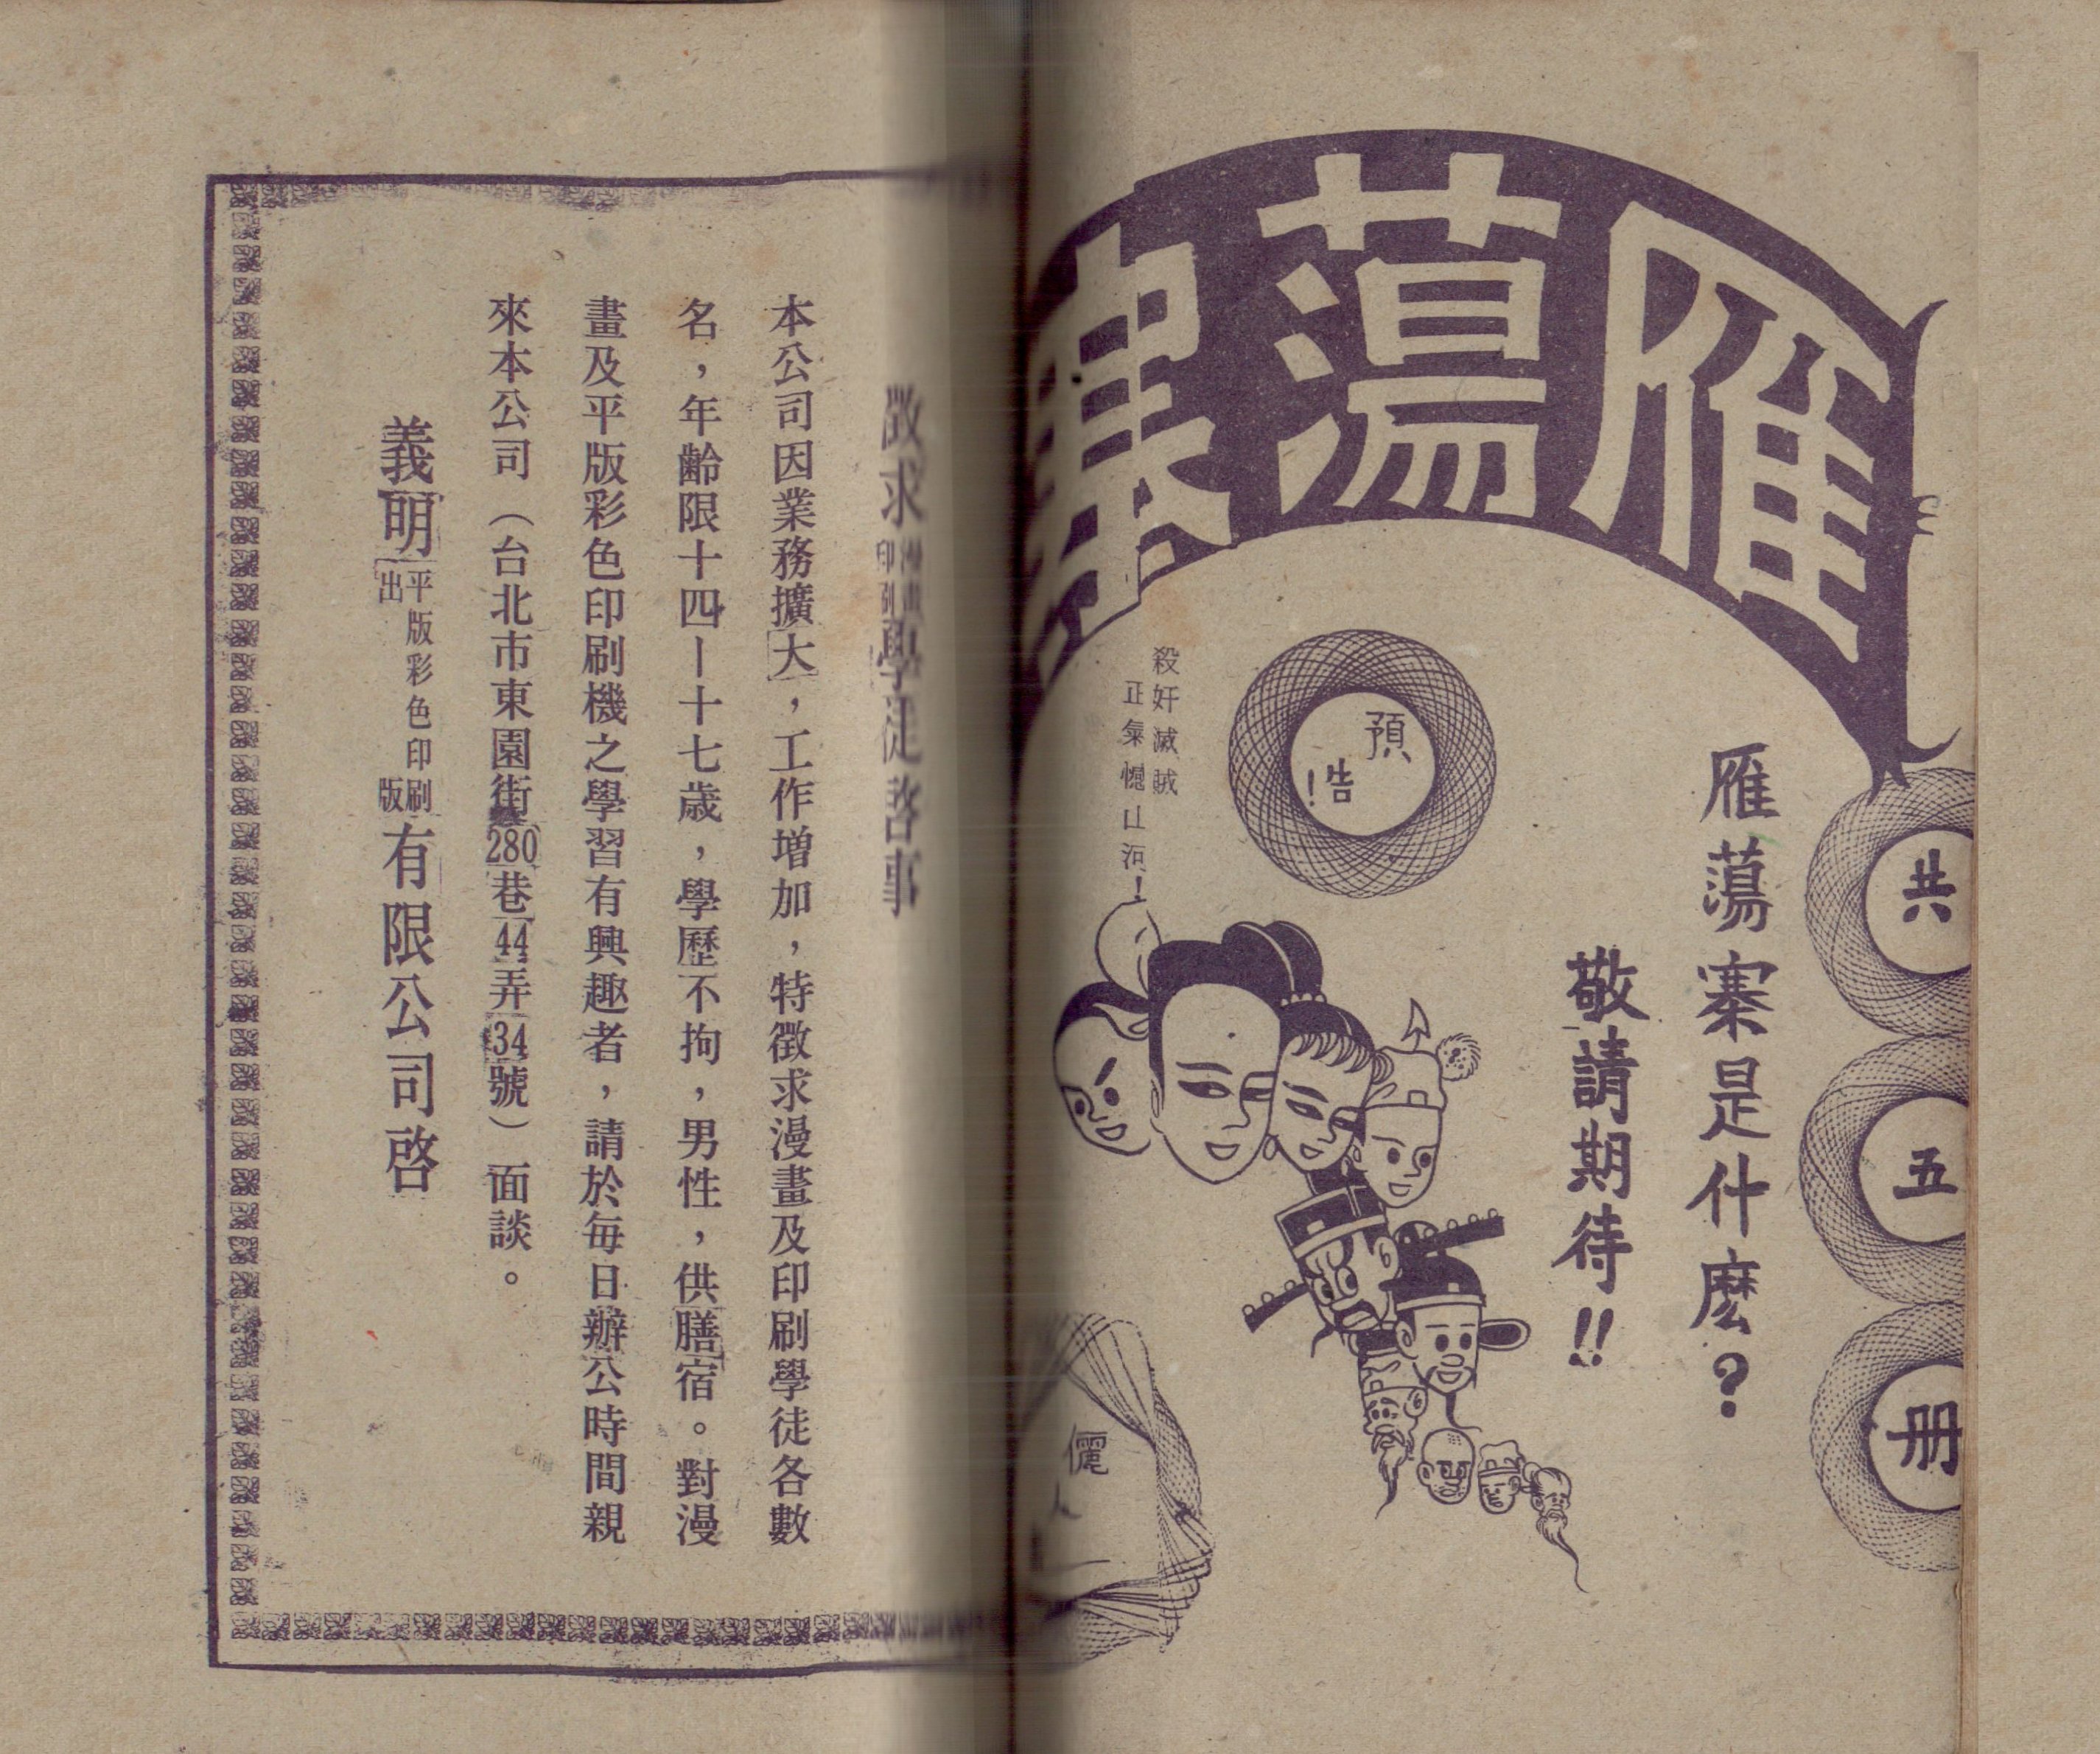 雁蕩寨
共五册
雁蕩寨是什麽？
敬請期待!!
預告！
殺奸滅賊
正氣憾山河！
儷人
徵求漫畫印刷學徒啓事
本公司因業務擴大，工作增加，特徵求漫畫及印刷學徒各數
名，年齡限十四—十七歲，學歷不拘，男性，供膳宿。對漫
畫及平版彩色印刷機之學習有興趣者，請於每日辦公時間親
來本公司（台北市東園街280巷44弄34號）面談。
義明平版彩色印刷出版有限公司啓